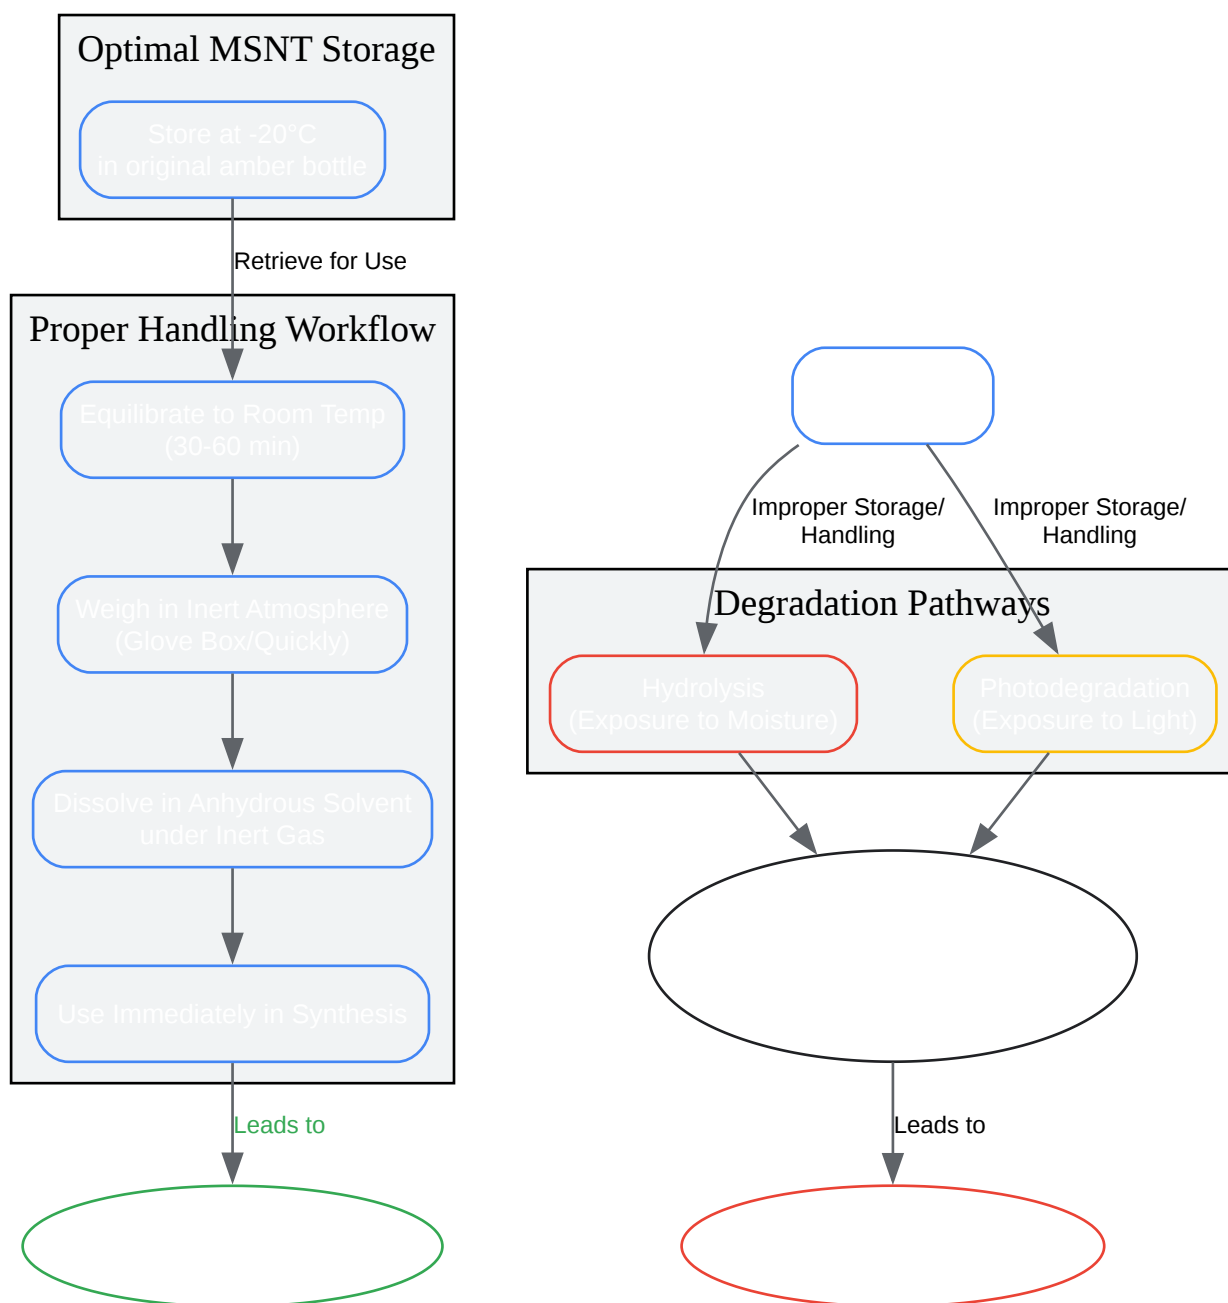 Optimal MSNT Storage
Store at -20°C
in original amber bottle
Retrieve for Use
Proper Handling Workflow
Equilibrate to Room Temp
(30-60 min)
Weigh in Inert Atmosphere
(Glove Box/Quickly)
Dissolve in Anhydrous Solvent
under Inert Gas
Use Immediately in Synthesis
Leads to
Improper Storage/
Handling
Improper Storage/
Handling
Degradation Pathways
Hydrolysis
(Exposure to Moisture)
Photodegradation
(Exposure to Light)
Leads to